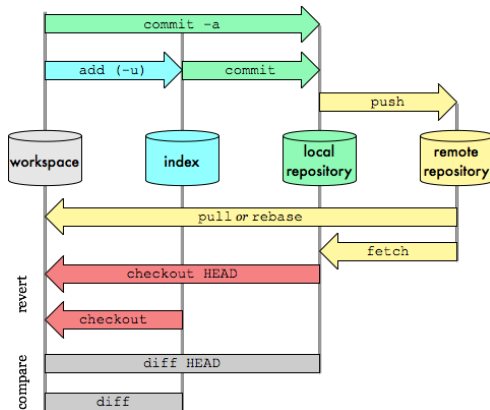 commit -a
add (-u)
commit
push
workspace
index
local
repository
remote
repository
pull or rebase
fetch
revert
checkout HEAD
checkout
compare
diff HEAD
diff